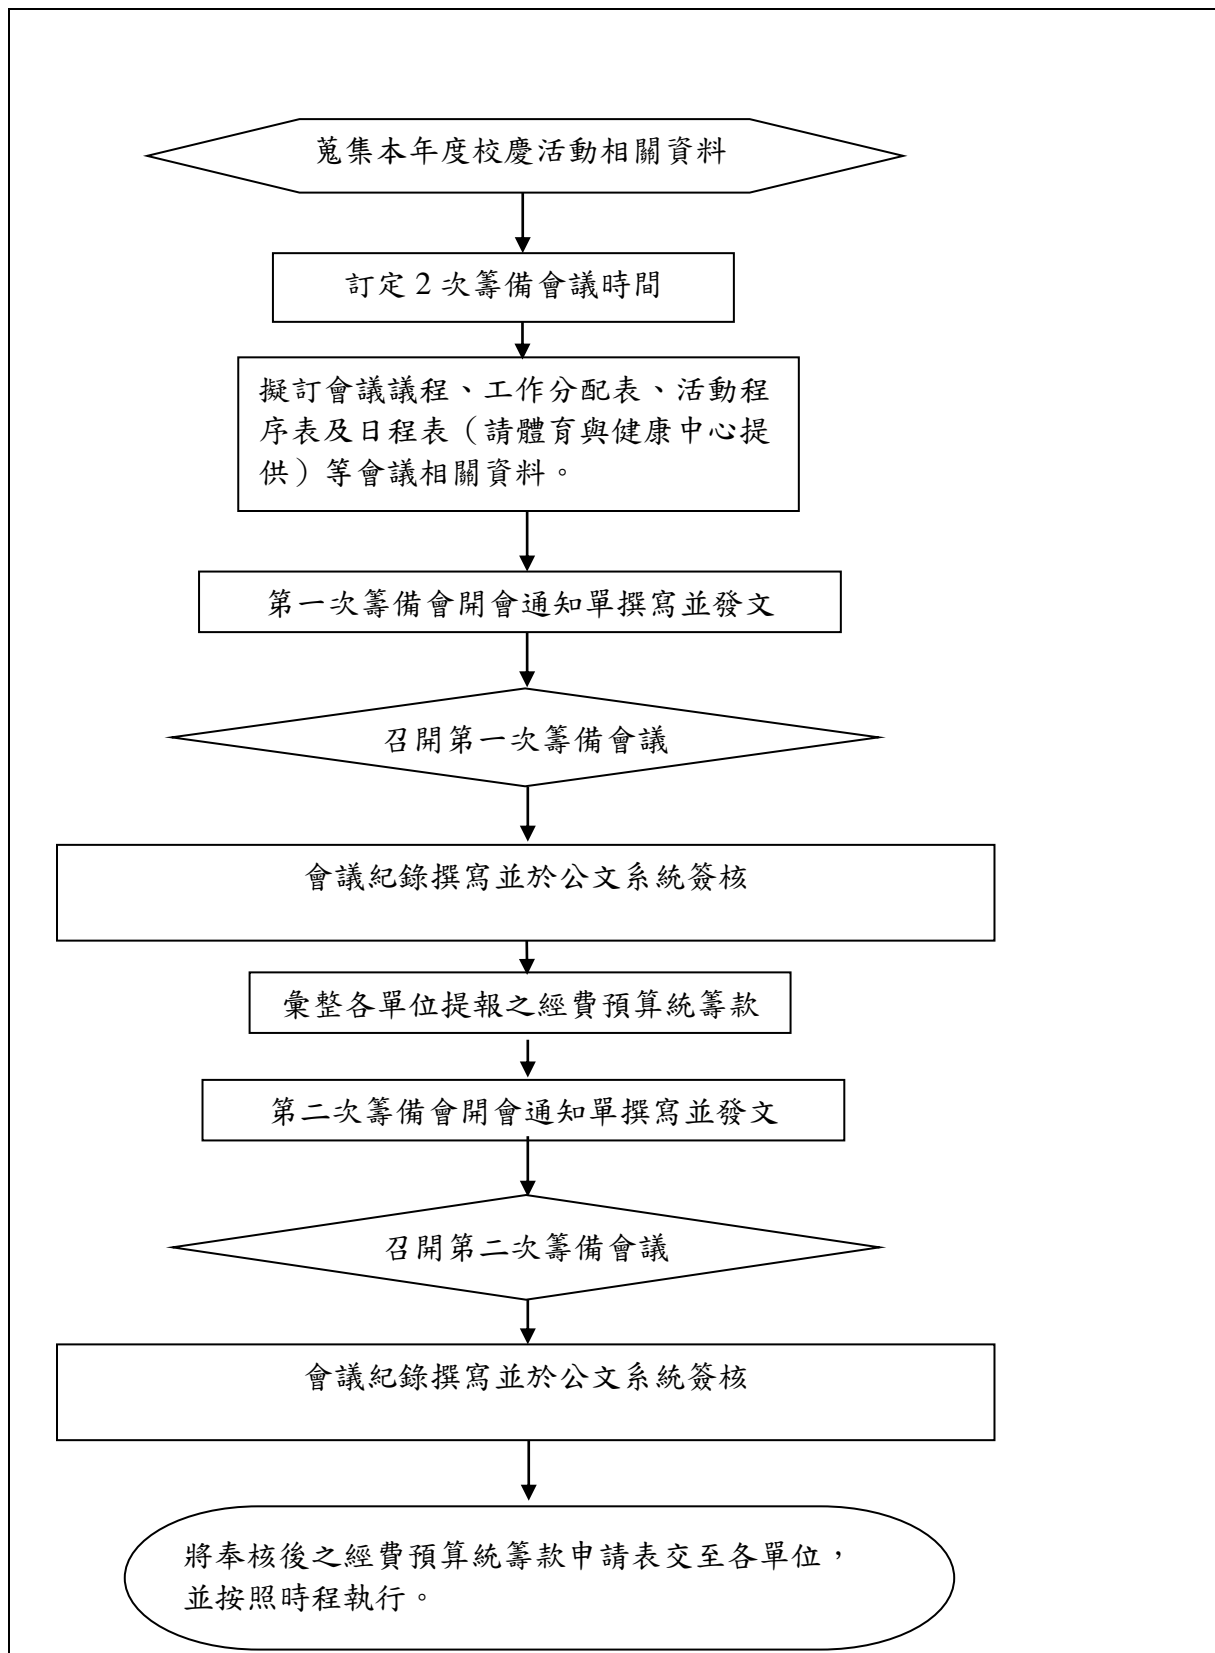 蒐集本年度校慶活動相關資料
訂定 2 次籌備會議時間
擬訂會議議程、工作分配表、活動程
序表及日程表（請體育與健康中心提
供）等會議相關資料。
第一次籌備會開會通知單撰寫並發文
召開第一次籌備會議
會議紀錄撰寫並於公文系統簽核
彙整各單位提報之經費預算統籌款
第二次籌備會開會通知單撰寫並發文
召開第二次籌備會議
會議紀錄撰寫並於公文系統簽核
將奉核後之經費預算統籌款申請表交至各單位，
並按照時程執行。